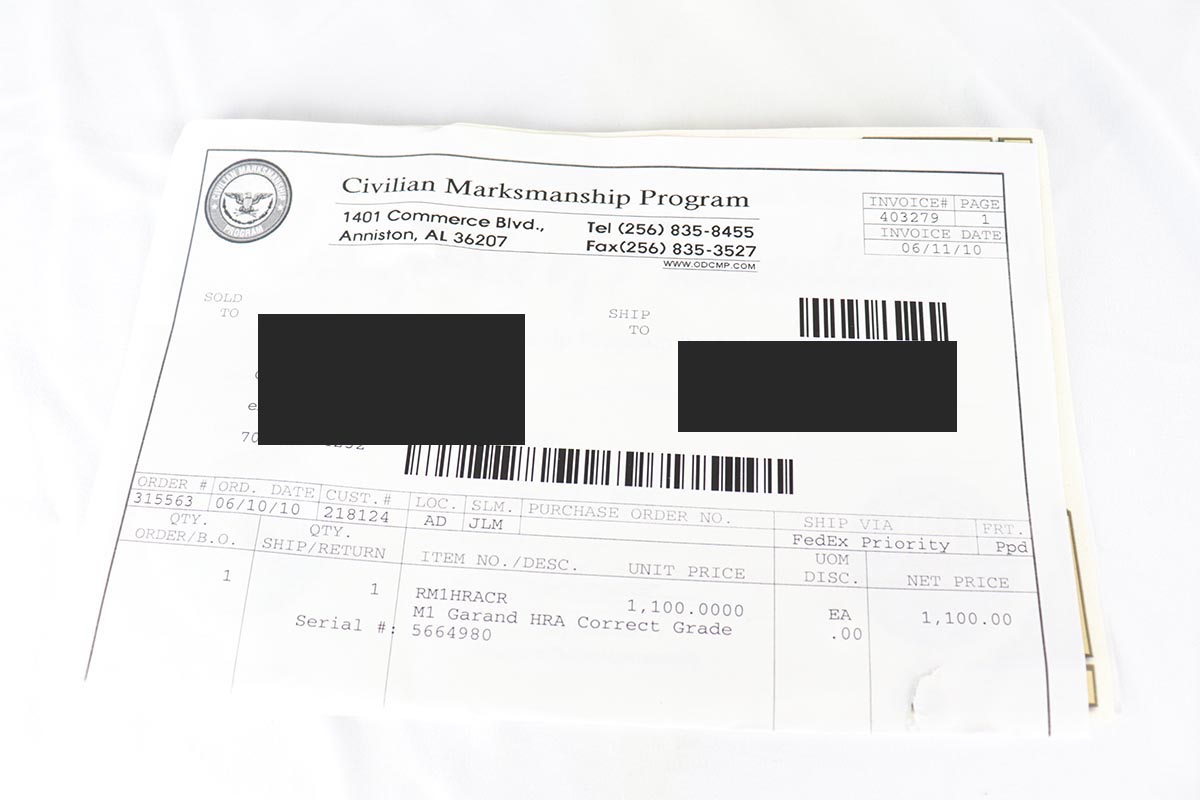 CIVILIAN MARKSMANSHIP
PROGRAM
Civilian Marksmanship Program
1401 Commerce Blvd., Tel (256) 835-8455
Anniston, AL 36207 Fax(256) 835-3527
WWW.ODCMP.COM
INVOICE# PAGE
403279 1
INVOICE DATE
06/11/10
SOLD
TO
SHIP
TO
ORDER # ORD. DATE CUST.# LOC. SLM. PURCHASE ORDER NO. SHIP VIA FRT.
315563 06/10/10 218124 AD JLM FedEx Priority Ppd
QTY. ORDER/B.O. QTY. SHIP/RETURN ITEM NO./DESC. UNIT PRICE UOM DISC. NET PRICE
1 1 RM1HRACR 1,100.0000 EA 1,100.00
M1 Garand HRA Correct Grade .00
Serial #: 5664980